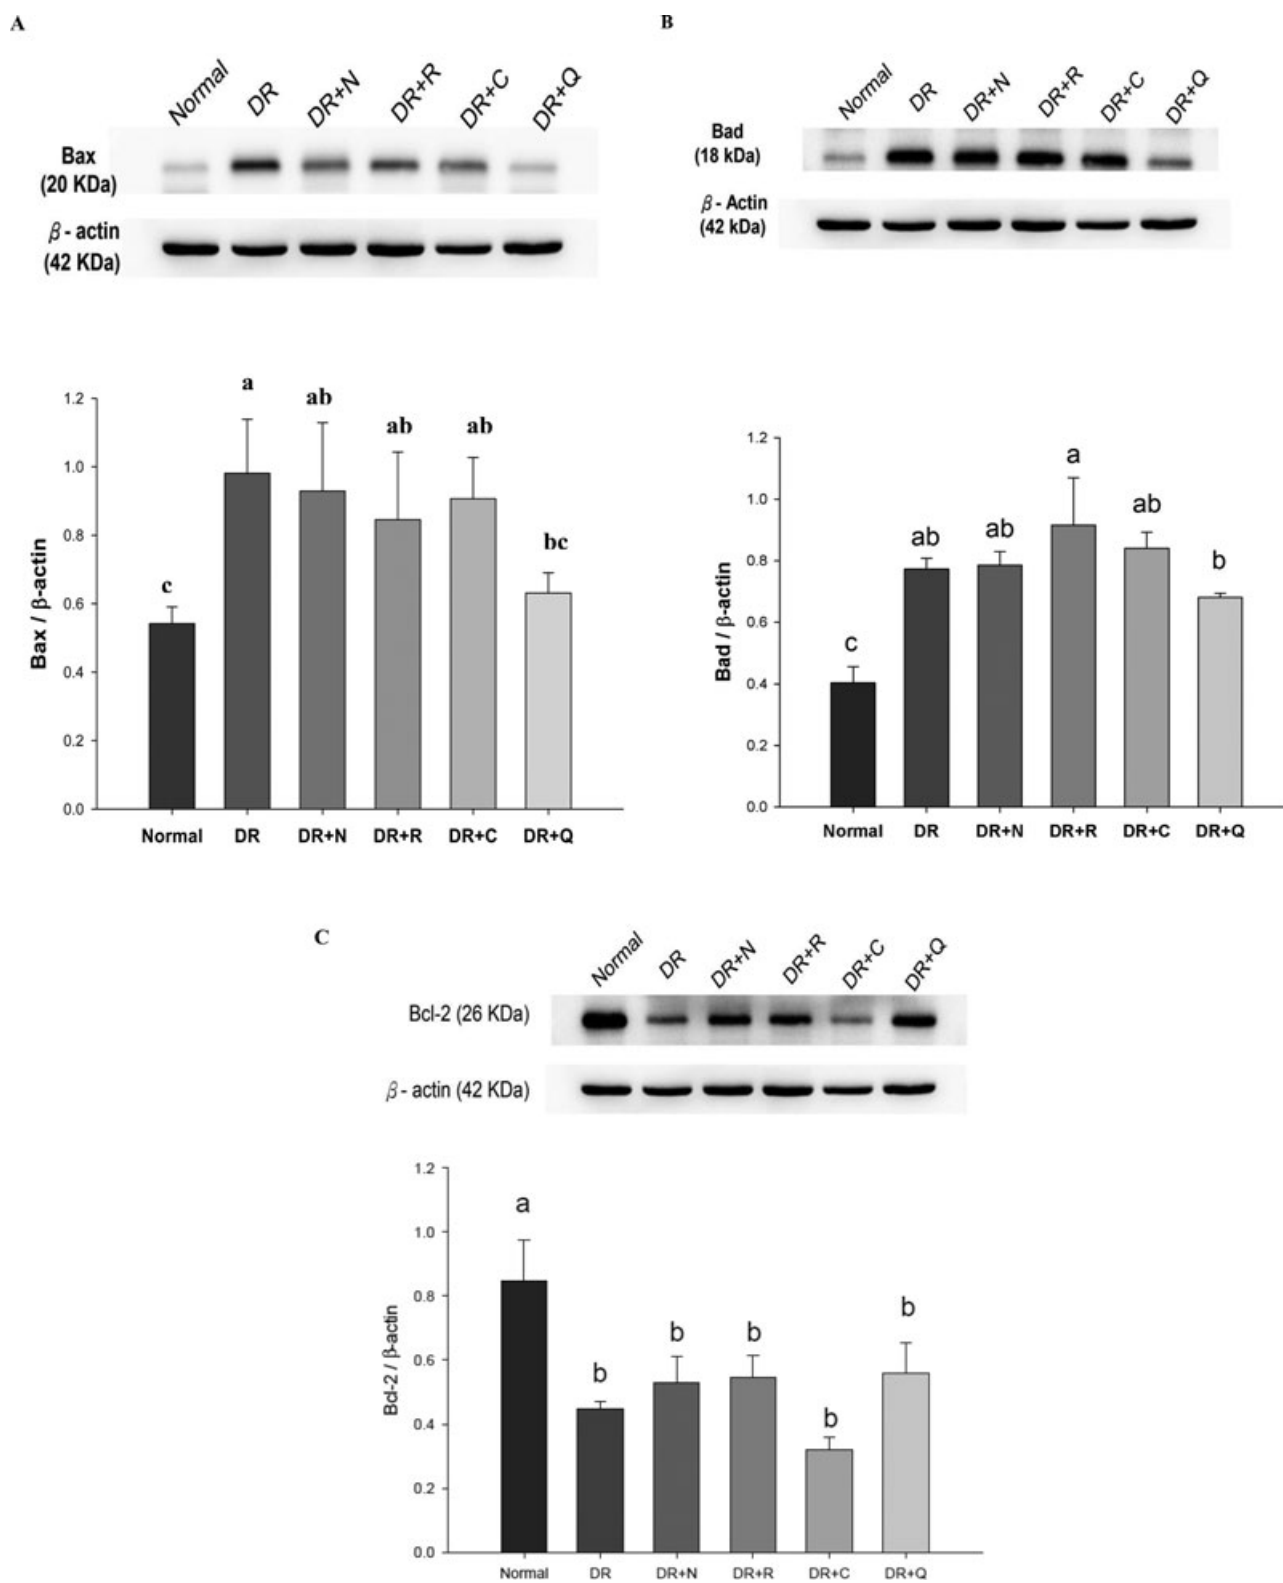 A
Normal DR DR+N DR+R DR+C DR+Q
Bax
(20 KDa)
β - actin
(42 KDa)
Bax / β-actin
1.2
1.0
0.8
0.6
0.4
0.2
0.0
c a ab ab ab bc
Normal DR DR+N DR+R DR+C DR+Q
B
Normal DR DR+N DR+R DR+C DR+Q
Bad
(18 kDa)
β - Actin
(42 kDa)
Bad / β-actin
1.2
1.0
0.8
0.6
0.4
0.2
0.0
c ab ab a ab b
Normal DR DR+N DR+R DR+C DR+Q
C
Normal DR DR+N DR+R DR+C DR+Q
Bcl-2 (26 KDa)
β - actin (42 KDa)
Bcl-2 / β-actin
1.2
1.0
0.8
0.6
0.4
0.2
0.0
a b b b b b
Normal DR DR+N DR+R DR+C DR+Q